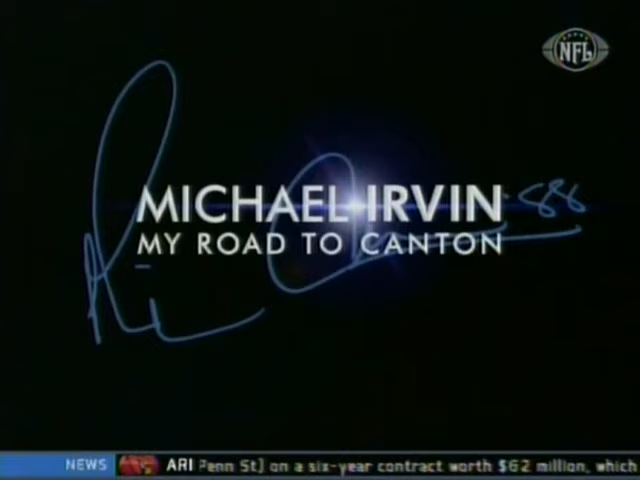 NFL
MICHAEL IRVIN 88
MY ROAD TO CANTON
NEWS ARI Penn St] on a six-year contract worth $62 million, which